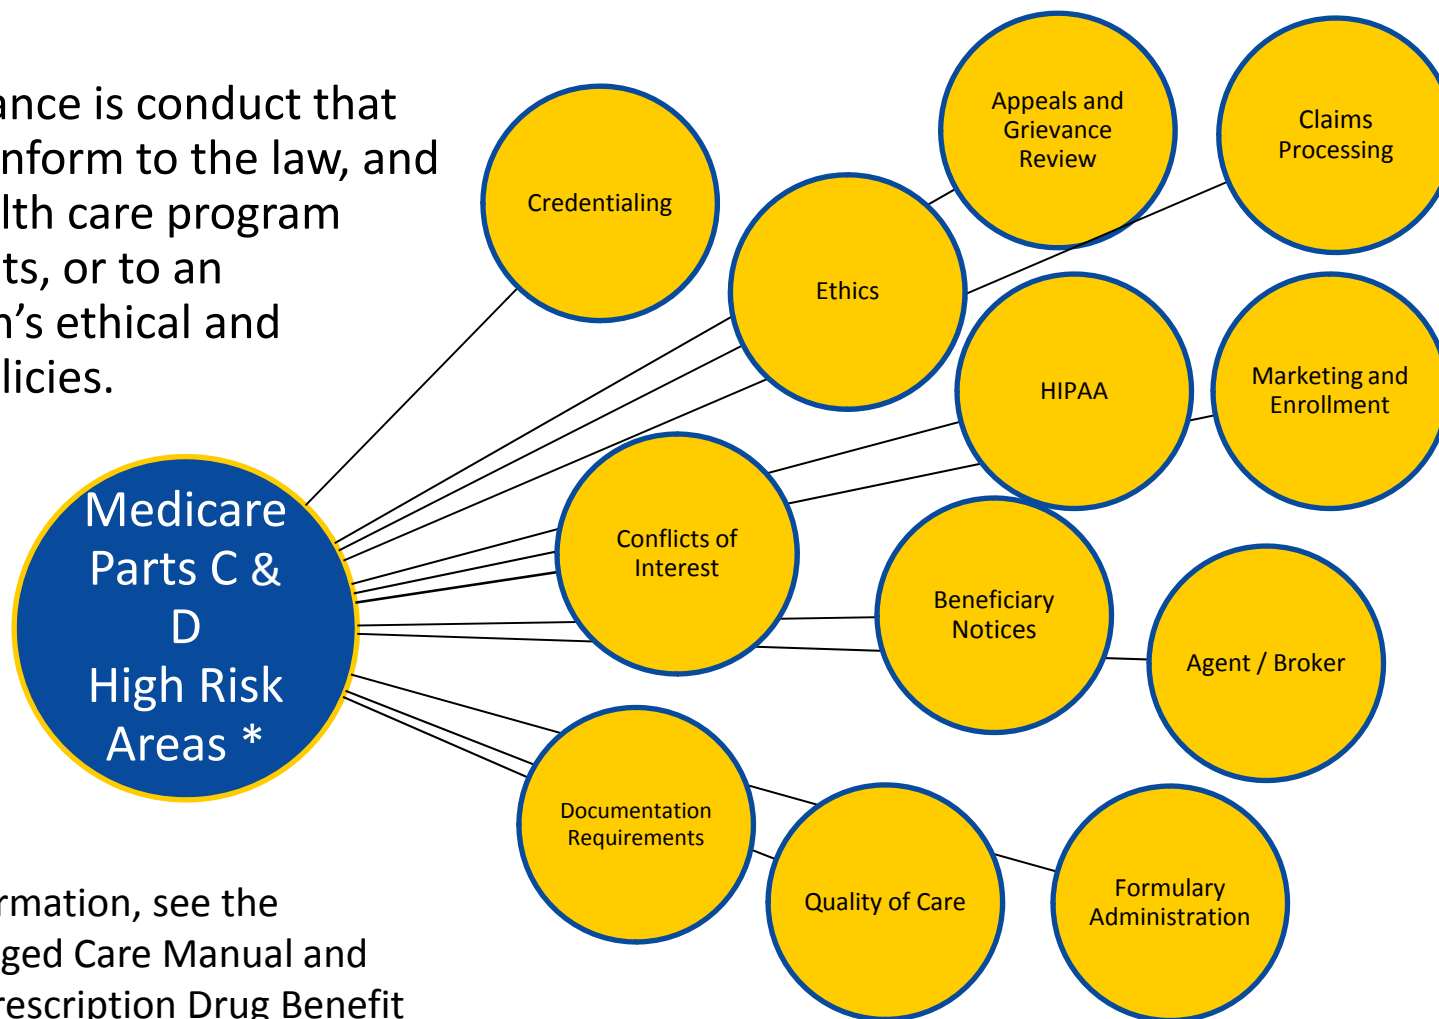 ance is conduct that
nform to the law, and
lth care program
ts, or to an
n’s ethical and
licies.
Credentialing
Appeals and
Grievance
Review
Claims
Processing
Ethics
HIPAA
Marketing and
Enrollment
Medicare
Parts C &
D
High Risk
Areas *
Conflicts of
Interest
Beneficiary
Notices
Agent / Broker
Documentation
Requirements
Quality of Care
Formulary
Administration
rmation, see the
ged Care Manual and
rescription Drug Benefit